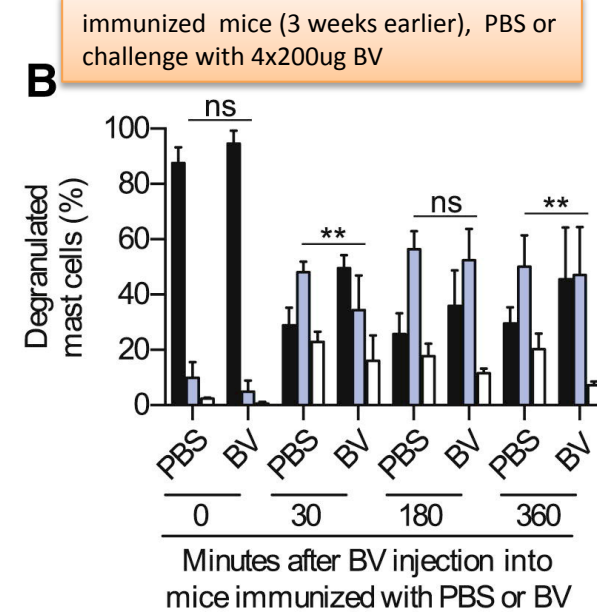 immunized mice (3 weeks earlier), PBS or
challenge with 4x200ug BV
B
ns
100
80
60
40
20
0
Degranulated
mast cells (%)
**
ns
**
PBS BV PBS BV PBS BV PBS BV
0 30 180 360
Minutes after BV injection into
mice immunized with PBS or BV